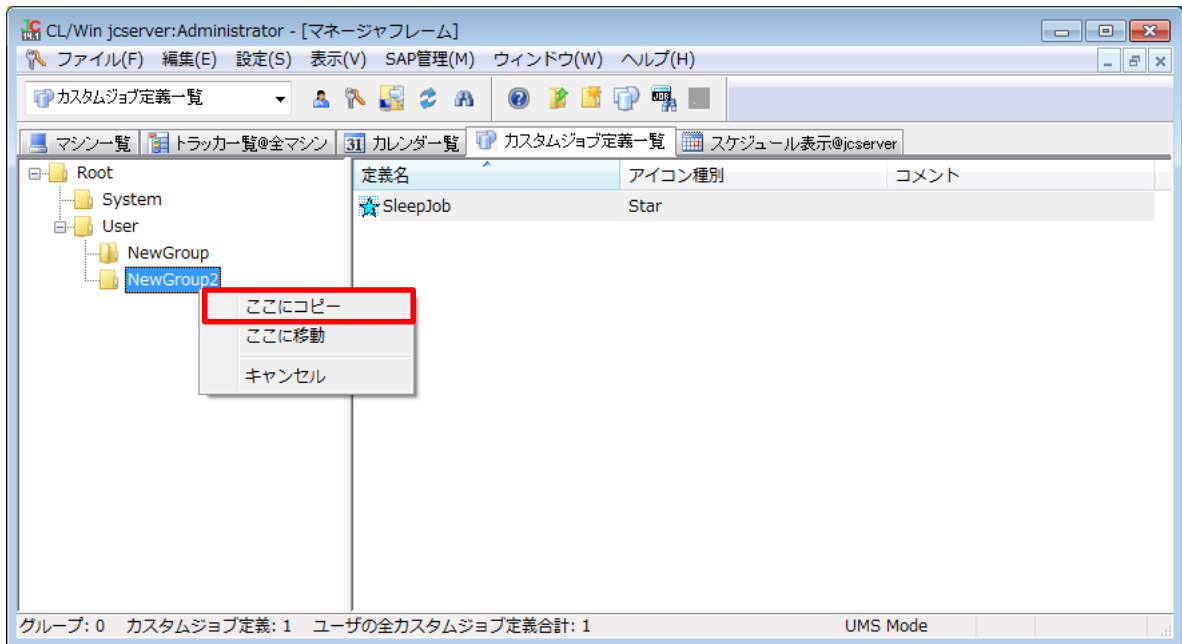 CL/Win jcserver:Administrator - [マネージャフレーム]
ファイル(F) 編集(E) 設定(S) 表示(V) SAP管理(M) ウィンドウ(W) ヘルプ(H)
カスタムジョブ定義一覧
マシン一覧 トラッカ一覧@全マシン 31 カレンダ一覧 カスタムジョブ定義一覧 スケジュール表示@jcserver
Root
System
User
NewGroup
NewGroup2
定義名 アイコン種別 コメント
SleepJob Star
ここにコピー
ここに移動
キャンセル
グループ: 0 カスタムジョブ定義: 1 ユーザの全カスタムジョブ定義合計: 1 UMS Mode